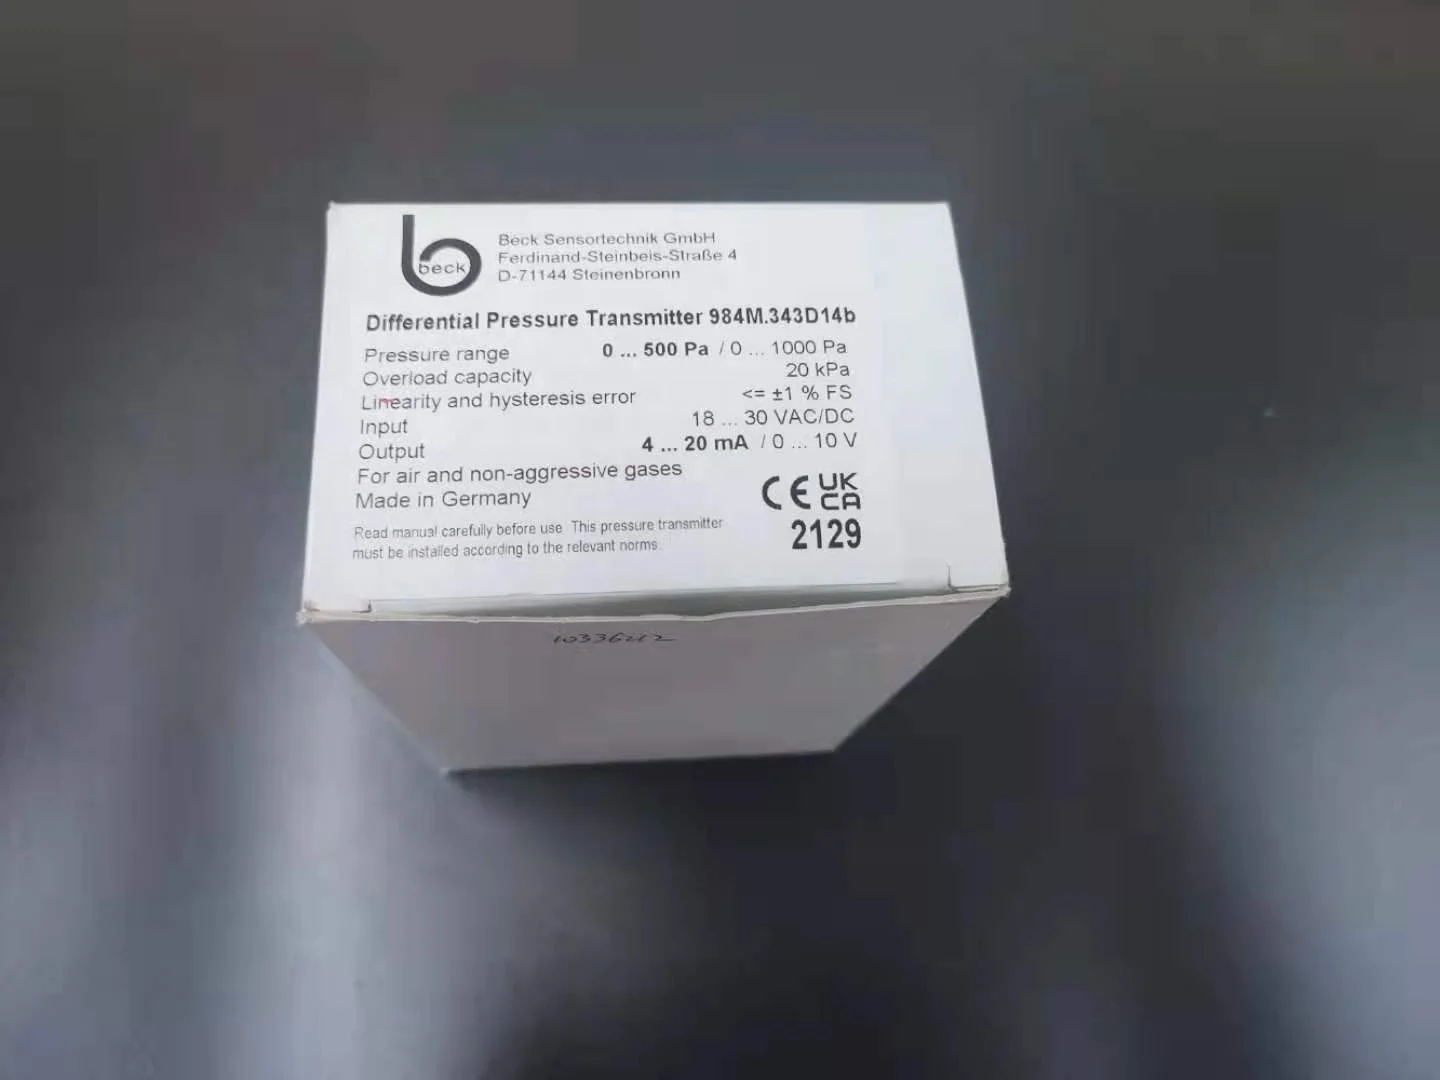 beck
Beck Sensortechnik GmbH
Ferdinand-Steinbeis-Straße 4
D-71144 Steinenbronn
Differential Pressure Transmitter 984M.343D14b
Pressure range 0 ... 500 Pa / 0 ... 1000 Pa
Overload capacity 20 kPa
Linearity and hysteresis error <= ±1 % FS
Input 18 ... 30 VAC/DC
Output 4 ... 20 mA / 0 ... 10 V
For air and non-aggressive gases
Made in Germany
CE UK
CA
Read manual carefully before use. This pressure transmitter
must be installed according to the relevant norms.
2129